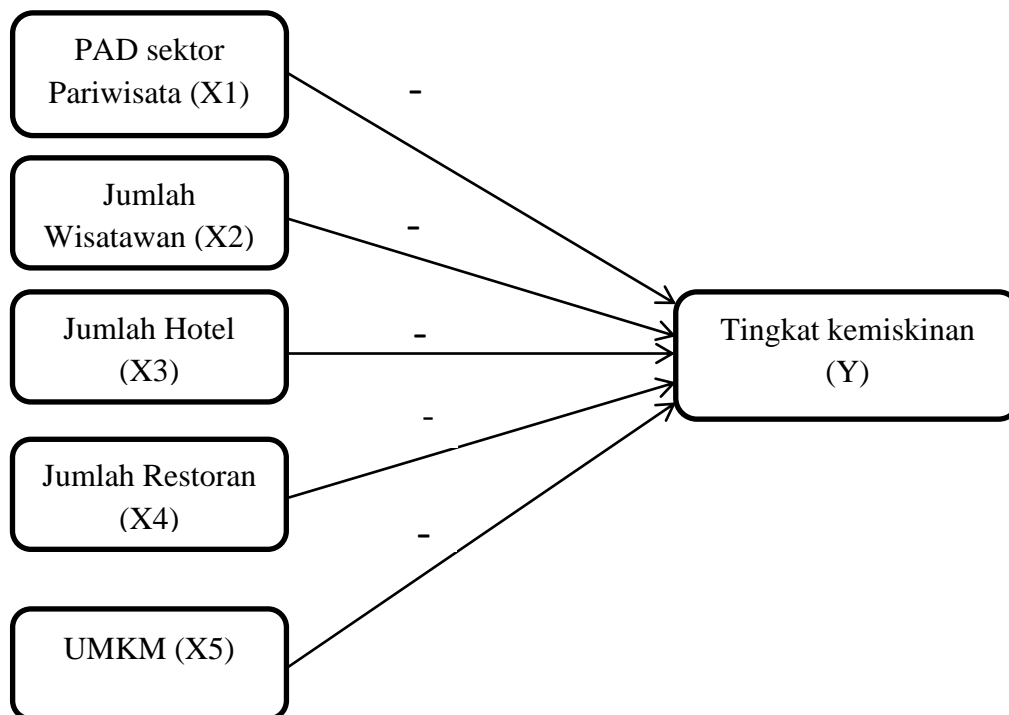 PAD sektor
Pariwisata (X1)
-
Jumlah
Wisatawan (X2)
-
Jumlah Hotel
(X3)
-
Tingkat kemiskinan
(Y)
-
Jumlah Restoran
(X4)
-
UMKM (X5)